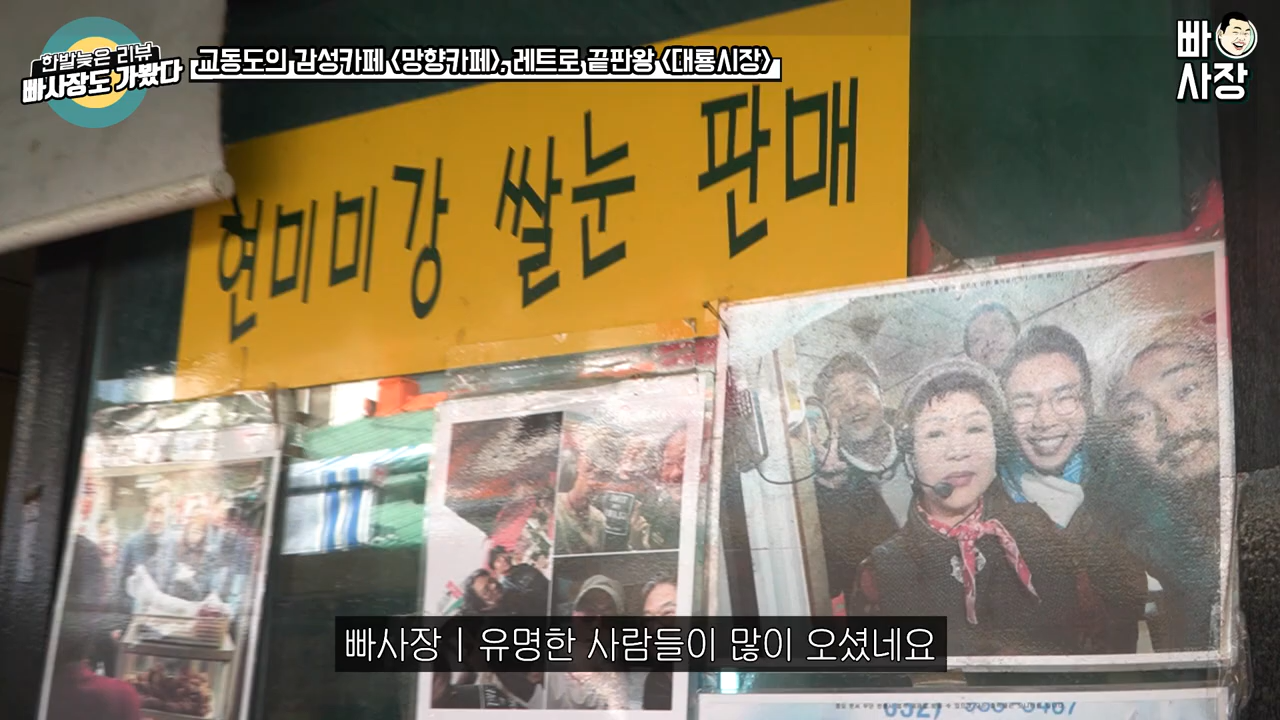 한발늦은 리뷰
빠사장도 가봤다
교동도의 감성카페 <망향카페>, 레트로 끝판왕 <대룡시장>
빠
사장
현미미강 쌀눈 판매
빠사장 | 유명한 사람들이 많이 오셨네요